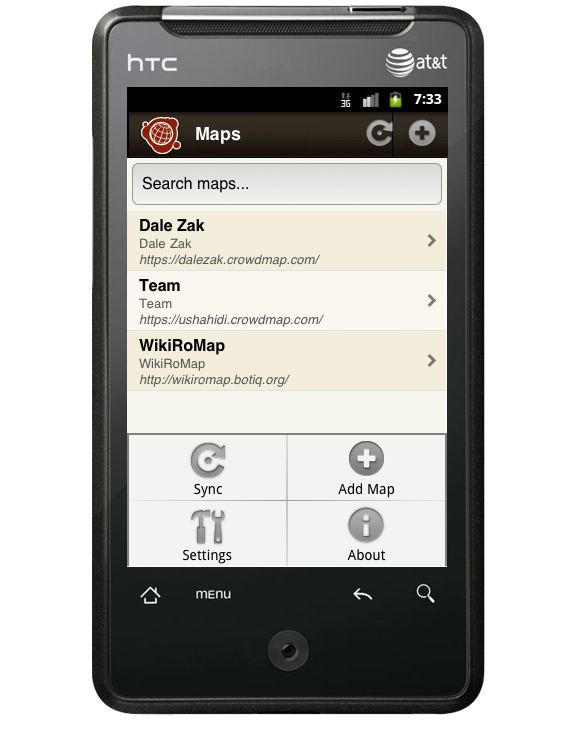 hTC at&t
3G 7:33
Maps
Search maps...
Dale Zak
Dale Zak
https://dalezak.crowdmap.com/
Team
Team
https://ushahidi.crowdmap.com/
WikiRoMap
WikiRoMap
http://wikiromap.botiq.org/
Sync Add Map
Settings About
menu